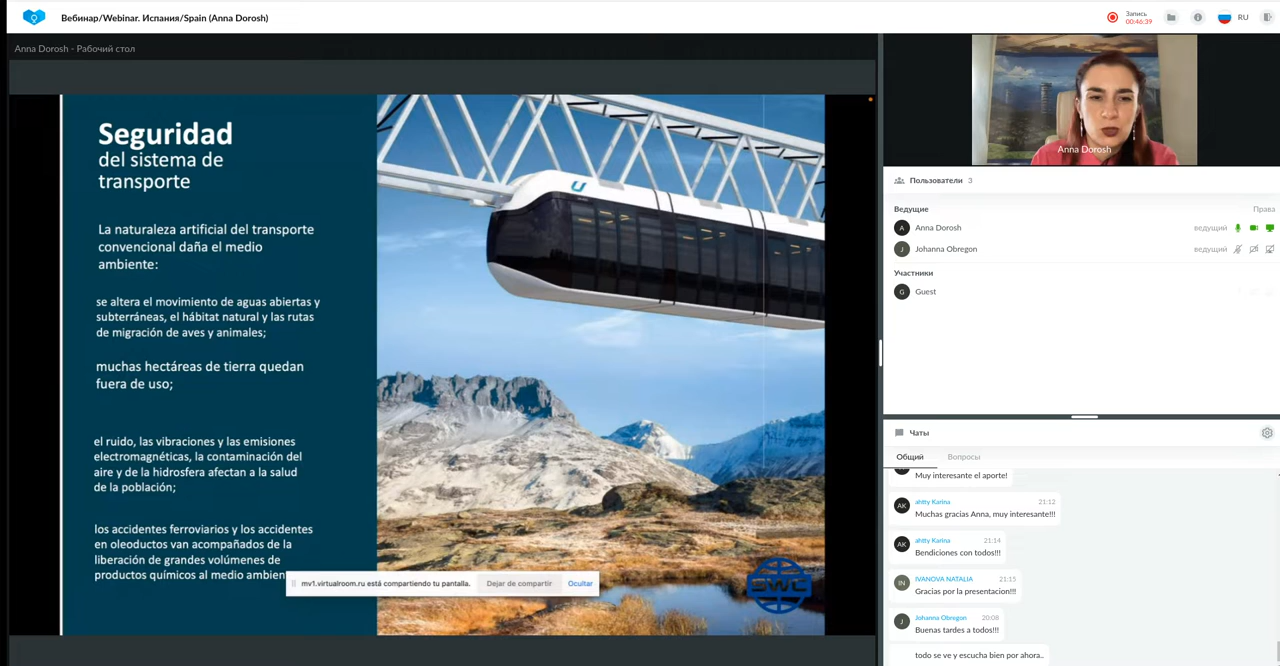 Вебинар/Webinar. Испания/Spain (Anna Dorosh)
Запись
00:46:39
RU
Anna Dorosh - Рабочий стол
Seguridad
del sistema de
transporte
La naturaleza artificial del transporte
convencional daña el medio
ambiente:
se altera el movimiento de aguas abiertas y
subterráneas, el hábitat natural y las rutas
de migración de aves y animales;
muchas hectáreas de tierra quedan
fuera de uso;
el ruido, las vibraciones y las emisiones
electromagnéticas, la contaminación del
aire y de la hidrosfera afectan a la salud
de la población;
los accidentes ferroviarios y los accidentes
en oleoductos van acompañados de la
liberación de grandes volúmenes de
productos químicos al medio ambien
mv1.virtualroom.ru está compartiendo tu pantalla.
Dejar de compartir
Ocultar
SWC
Anna Dorosh
Пользователи 3
Ведущие
Права
A
Anna Dorosh
ведущий
J
Johanna Obregon
ведущий
Участники
G
Guest
Чаты
Общий
Вопросы
Muy interesante el aporte!
AK
ahtty Karina
21:12
Muchas gracias Anna, muy interesante!!!
AK
ahtty Karina
21:14
Bendiciones con todos!!!
IN
IVANOVA NATALIA
21:15
Gracias por la presentacion!!!
J
Johanna Obregon
20:08
Buenas tardes a todos!!!
todo se ve y escucha bien por ahora..